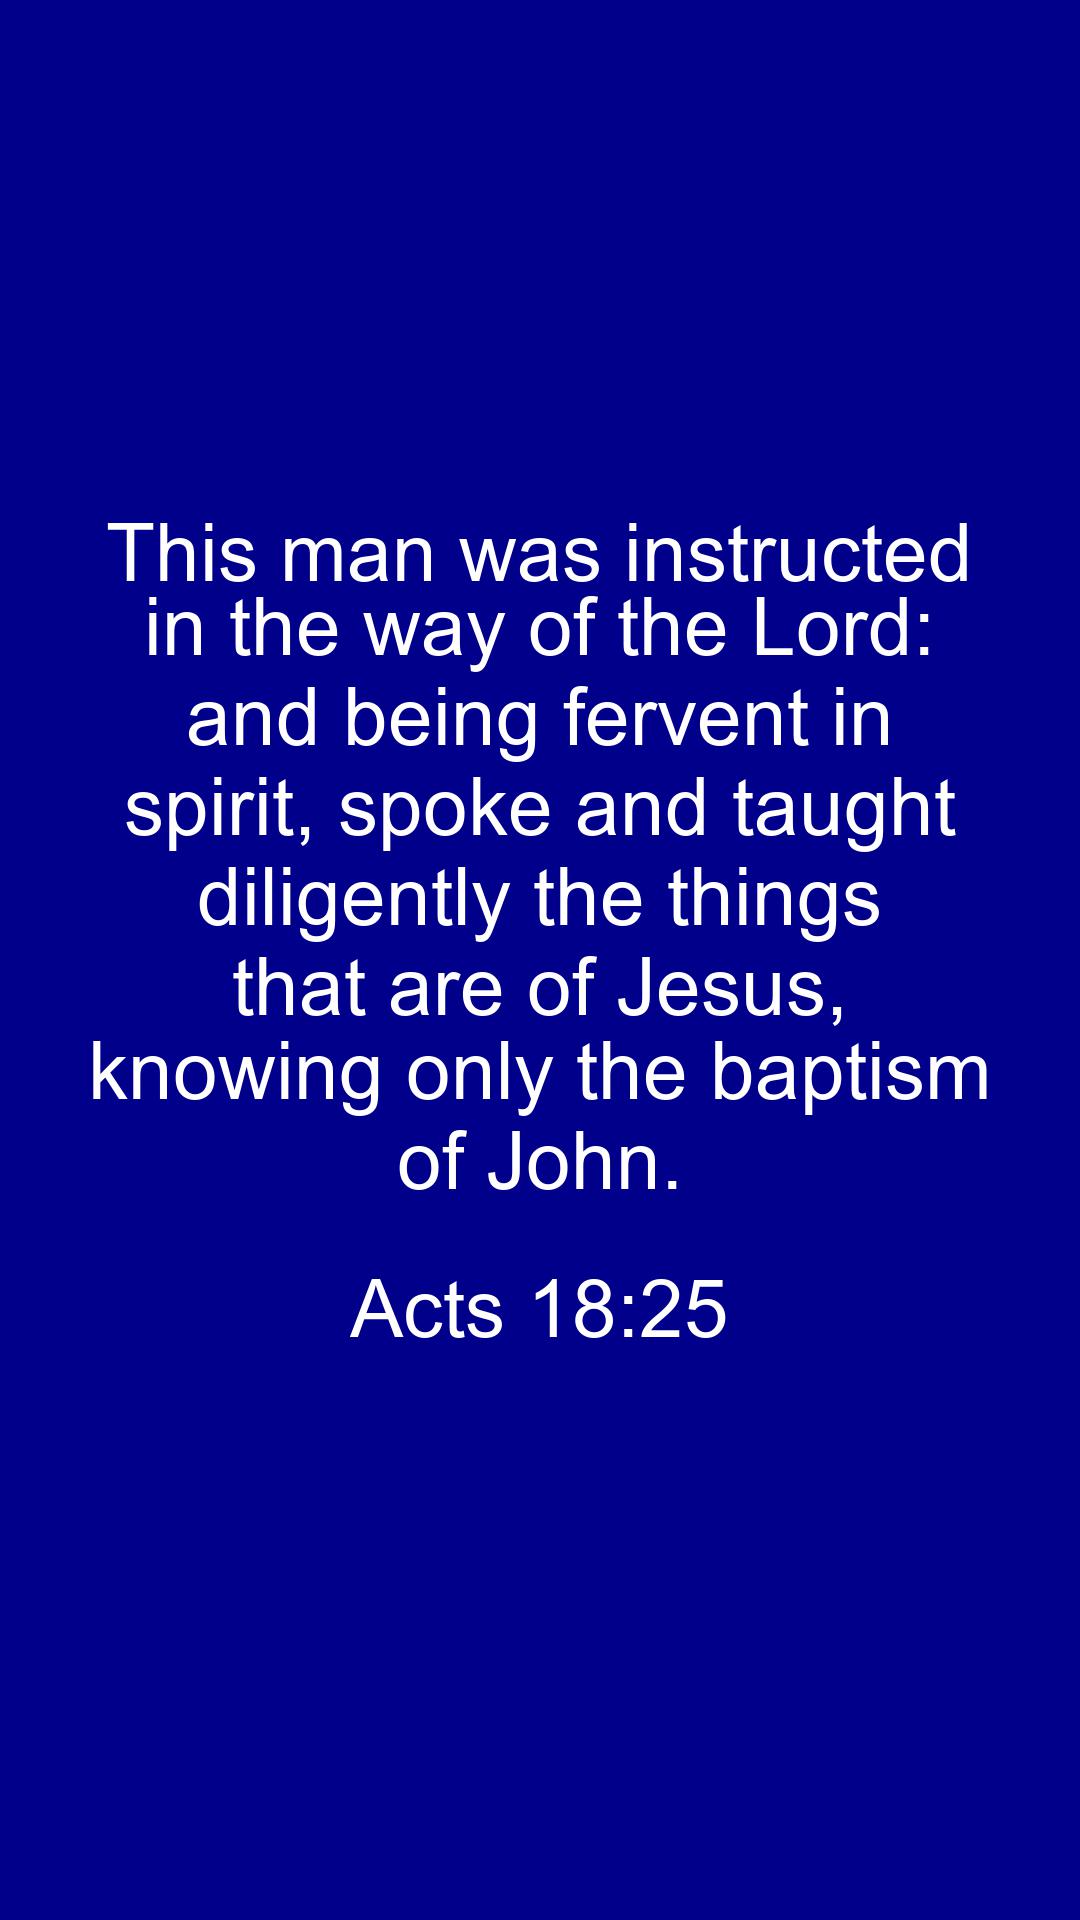 This man was instructed
in the way of the Lord:
and being fervent in
spirit, spoke and taught
diligently the things
that are of Jesus,
knowing only the baptism
of John.
Acts 18:25